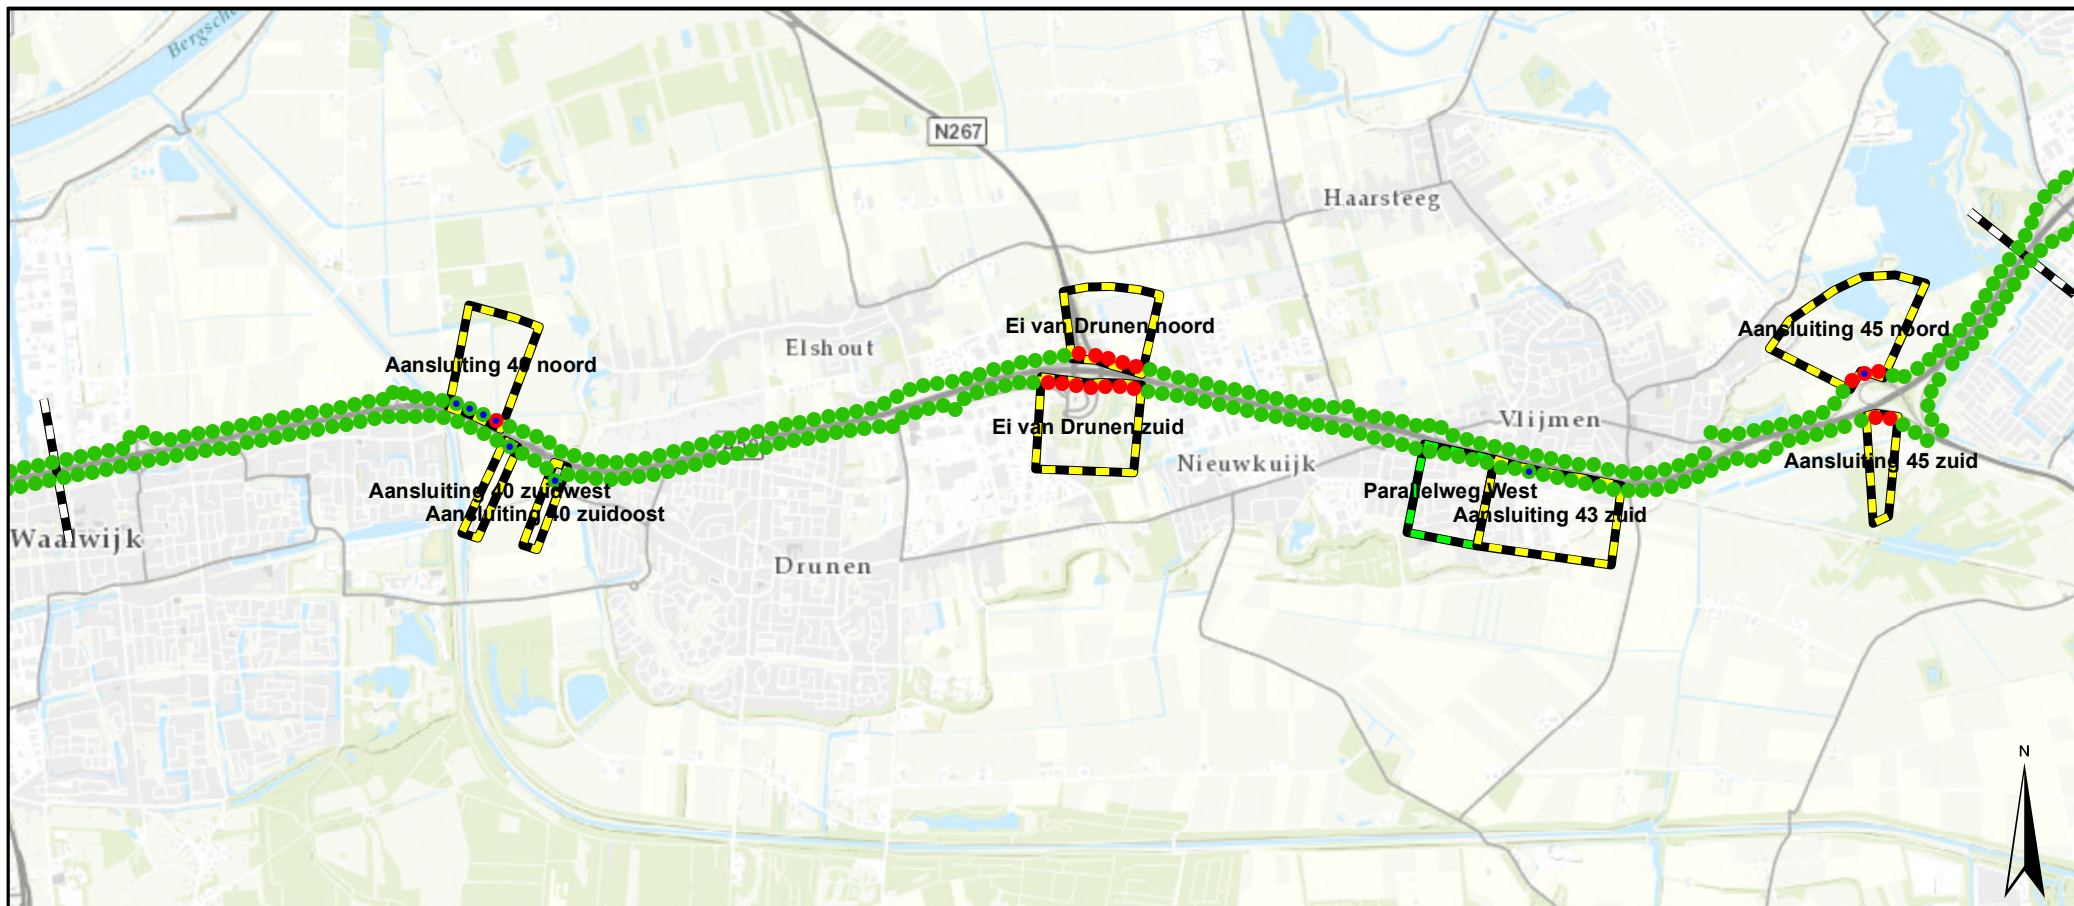 Bergsche
N267
Haarsteeg
Ei van Drunen noord
Aansluiting 45 noord
Elshout
Aansluiting 40 noord
Vlijmen
Ei van Drunen zuid
Nieuwkuijk
Aansluiting 45 zuid
Aansluiting 40 zuidwest
Parallelweg West
Aansluiting 40 zuidoost
Aansluiting 43 zuid
Waalwijk
Drunen
N